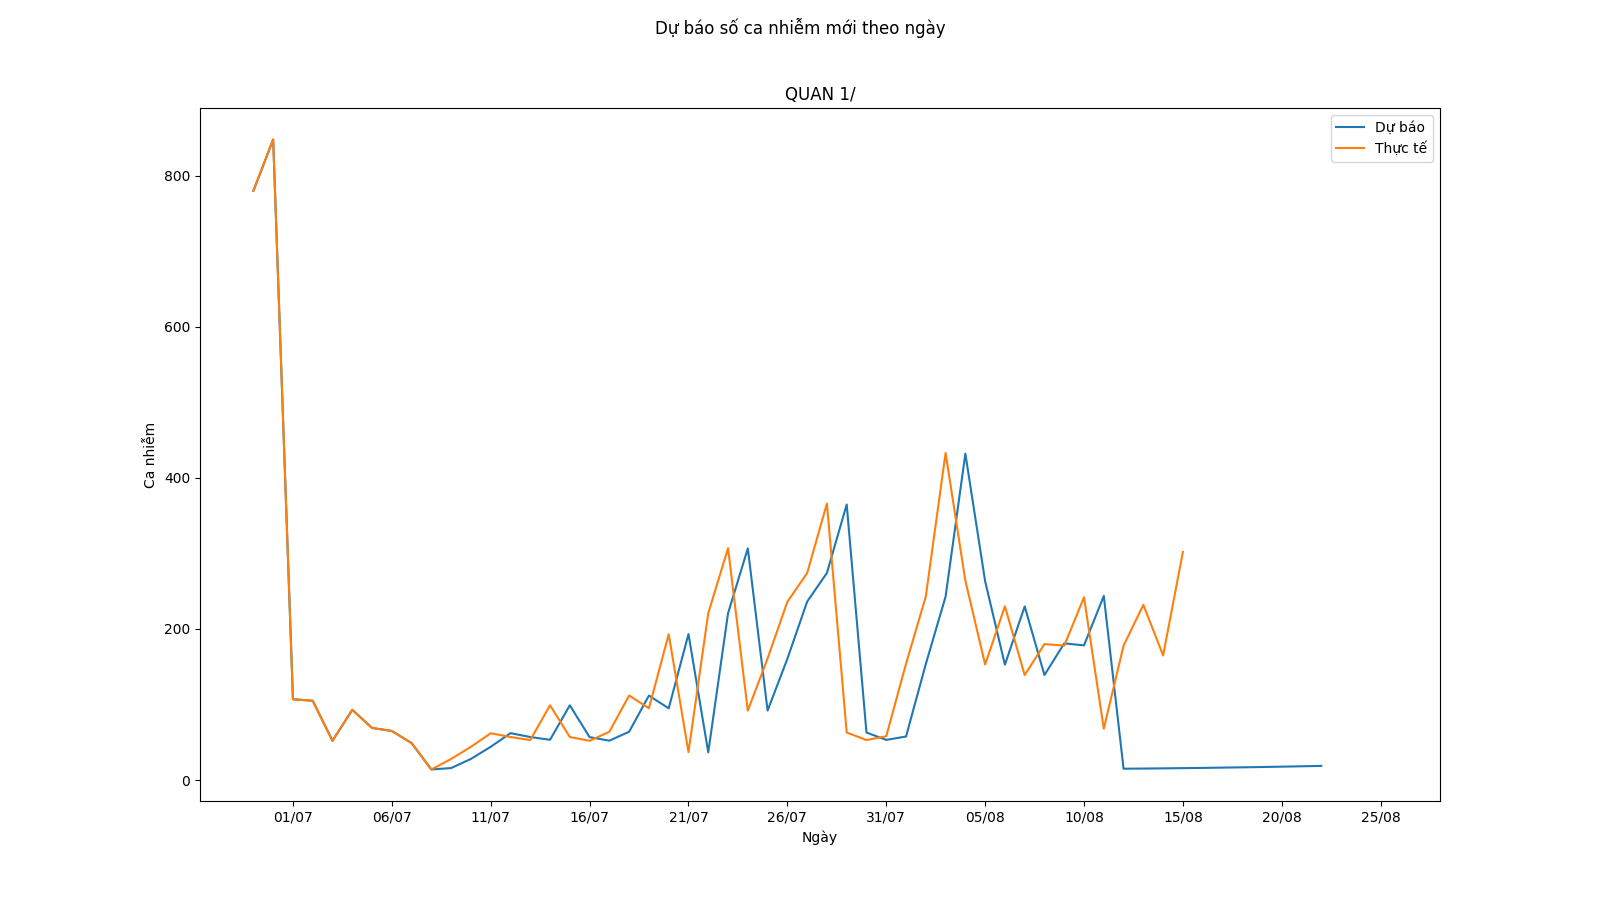 Dự báo số ca nhiễm mới theo ngày
QUAN 1/
Dự báo
Thực tế
800
600
400
200
0
Ca nhiễm
01/07 06/07 11/07 16/07 21/07 26/07 31/07 05/08 10/08 15/08 20/08 25/08
Ngày